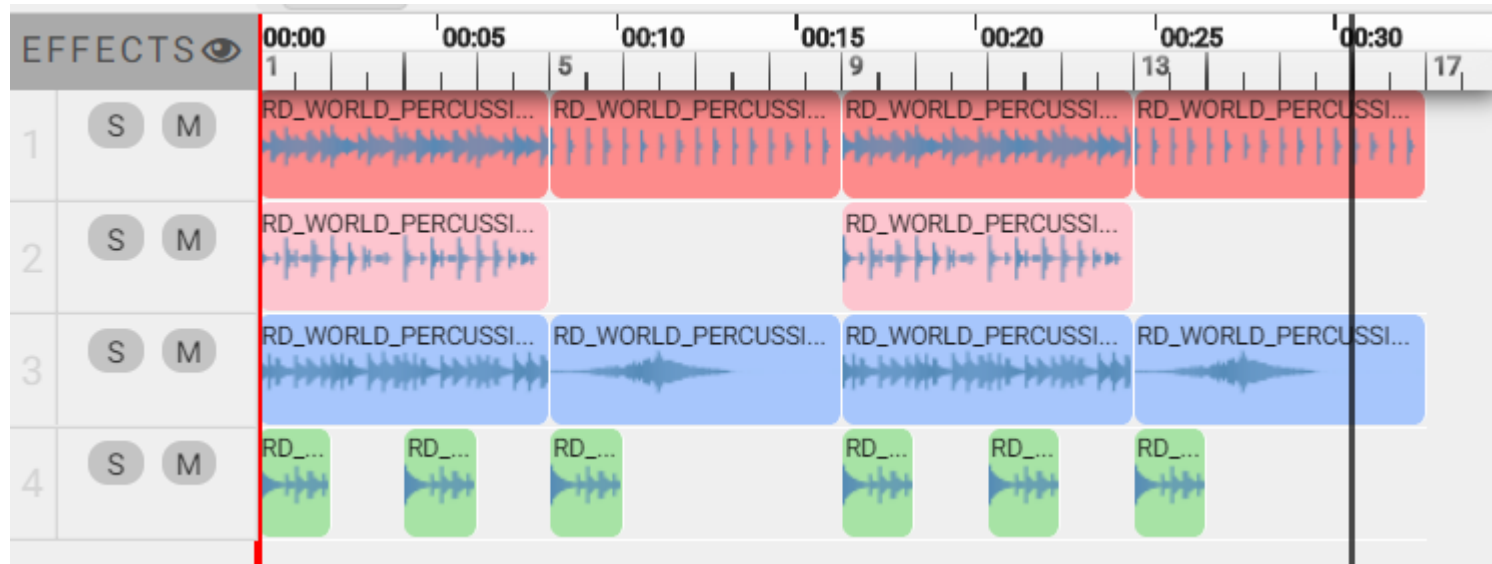 EFFECTS 00:00 00:05 00:10 00:15 00:20 00:25 00:30
1 5 9 13 17
1 S M RD_WORLD_PERCUSSI... RD_WORLD_PERCUSSI... RD_WORLD_PERCUSSI... RD_WORLD_PERCUSSI...
2 S M RD_WORLD_PERCUSSI... RD_WORLD_PERCUSSI...
3 S M RD_WORLD_PERCUSSI... RD_WORLD_PERCUSSI... RD_WORLD_PERCUSSI... RD_WORLD_PERCUSSI...
4 S M RD_... RD_... RD_... RD_... RD_... RD_...